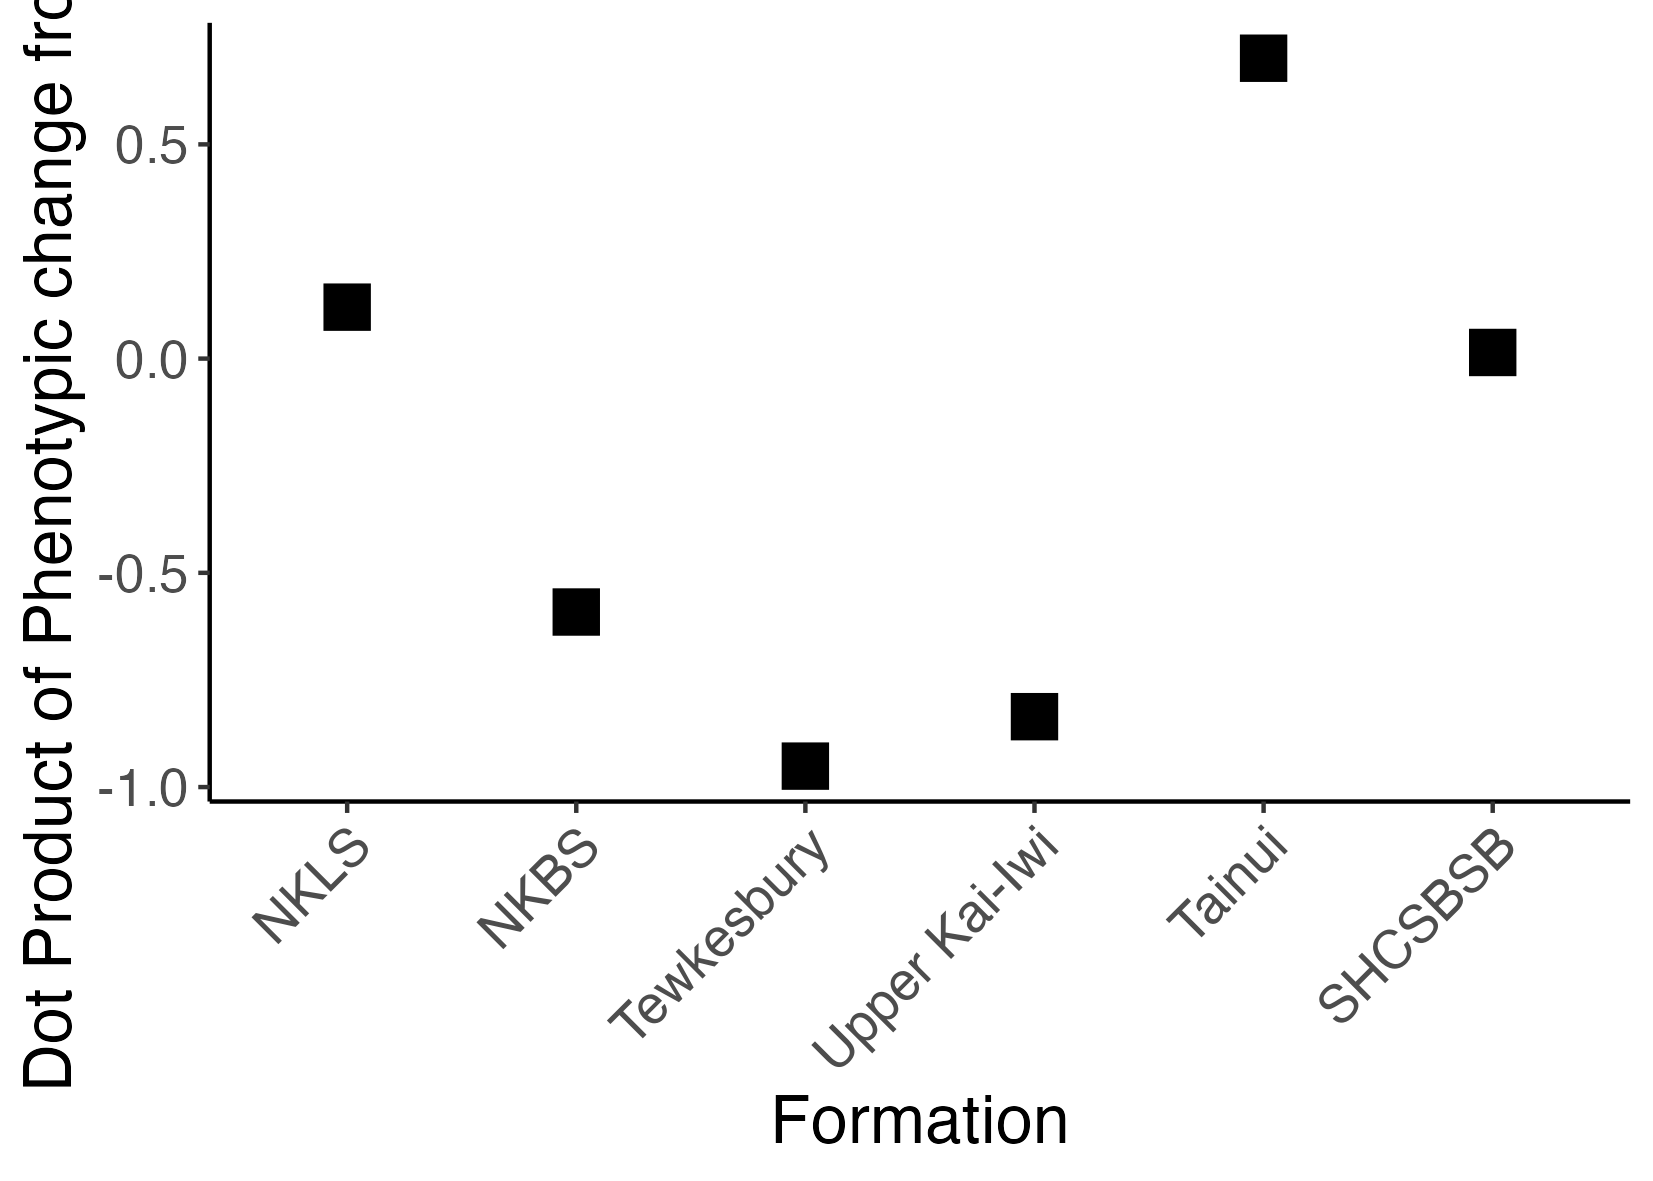 Dot Product of Phenotypic change fro
0.5
0.0
-0.5
-1.0
NKLS
NKBS
Tewkesbury
Upper Kai-Iwi
Tainui
SHCSBSB
Formation